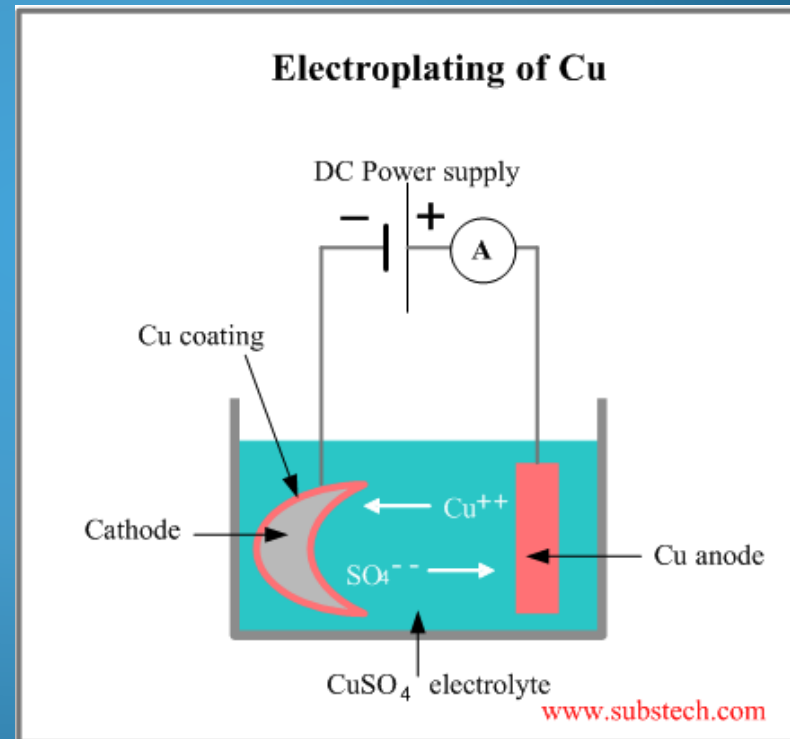 Electroplating of Cu
DC Power supply
− +
A
Cu coating
Cu⁺⁺
Cathode
Cu anode
SO₄⁻⁻
CuSO₄ electrolyte
www.substech.com